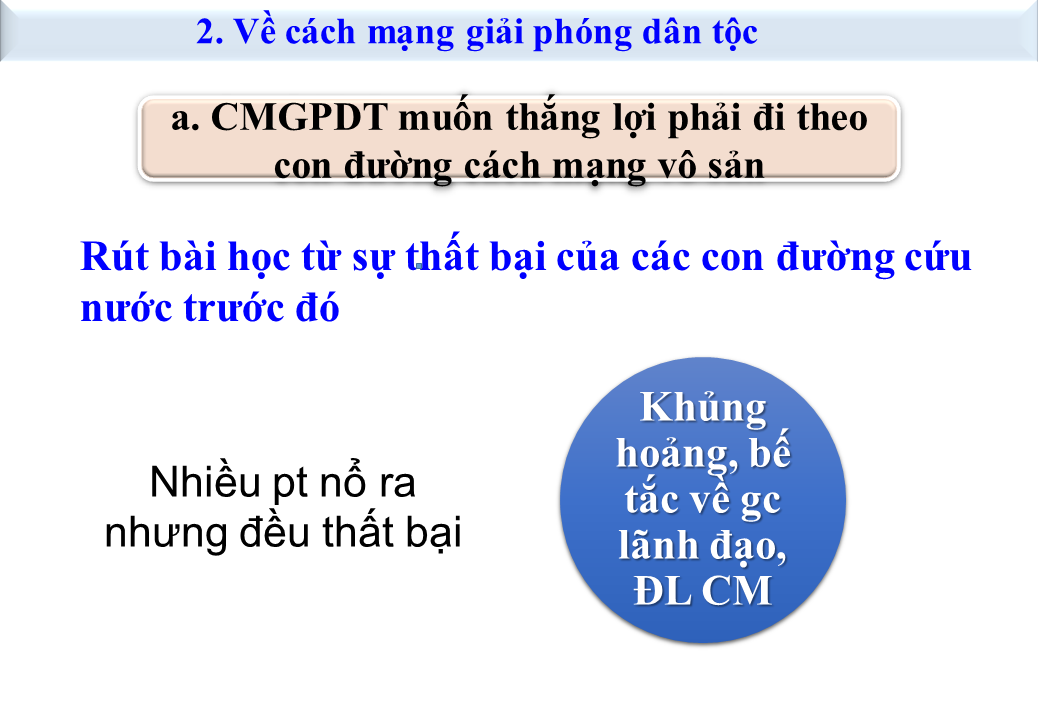 2. Về cách mạng giải phóng dân tộc
a. CMGPDT muốn thắng lợi phải đi theo
con đường cách mạng vô sản
Rút bài học từ sự thất bại của các con đường cứu
nước trước đó
Nhiều pt nổ ra
nhưng đều thất bại
Khủng
hoảng, bế
tắc về gc
lãnh đạo,
ĐL CM